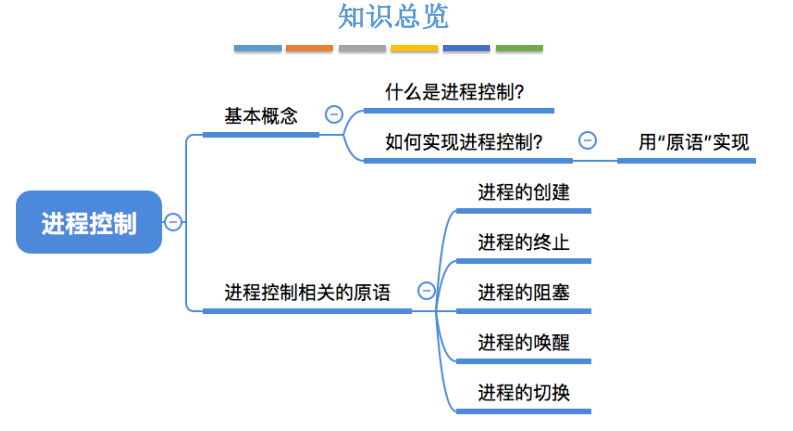 知识总览
进程控制
基本概念
什么是进程控制?
如何实现进程控制?
用“原语”实现
进程控制相关的原语
进程的创建
进程的终止
进程的阻塞
进程的唤醒
进程的切换